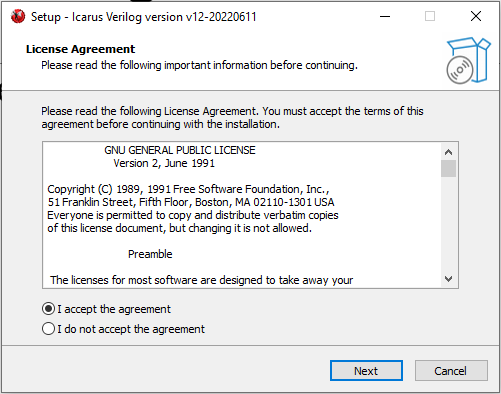 Setup - Icarus Verilog version v12-20220611
License Agreement
Please read the following important information before continuing.
Please read the following License Agreement. You must accept the terms of this
agreement before continuing with the installation.
GNU GENERAL PUBLIC LICENSE
Version 2, June 1991
Copyright (C) 1989, 1991 Free Software Foundation, Inc.,
51 Franklin Street, Fifth Floor, Boston, MA 02110-1301 USA
Everyone is permitted to copy and distribute verbatim copies
of this license document, but changing it is not allowed.
Preamble
The licenses for most software are designed to take away your
I accept the agreement
I do not accept the agreement
Next
Cancel